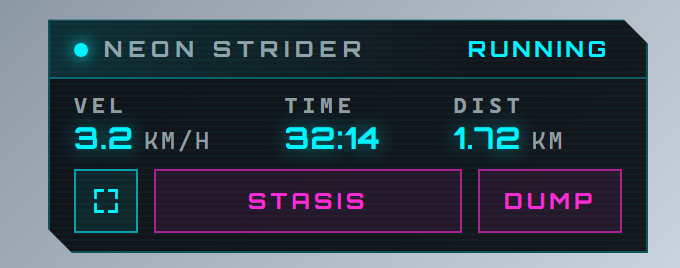 NEON STRIDER RUNNING
VEL TIME DIST
3.2 KM/H 32:14 1.72 KM
STASIS DUMP